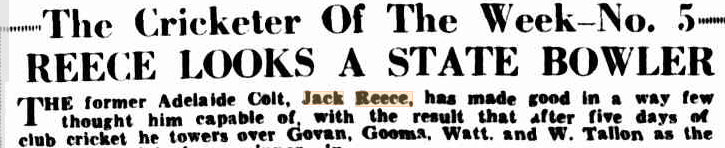 The Cricketer Of The Week-No. 5
REECE LOOKS A STATE BOWLER
THE former Adelaide Colt, Jack Reece, has made good in a way few
thought him capable of, with the result that after five days of
club cricket he towers over Govan, Gooma, Watt, and W. Tallon as the